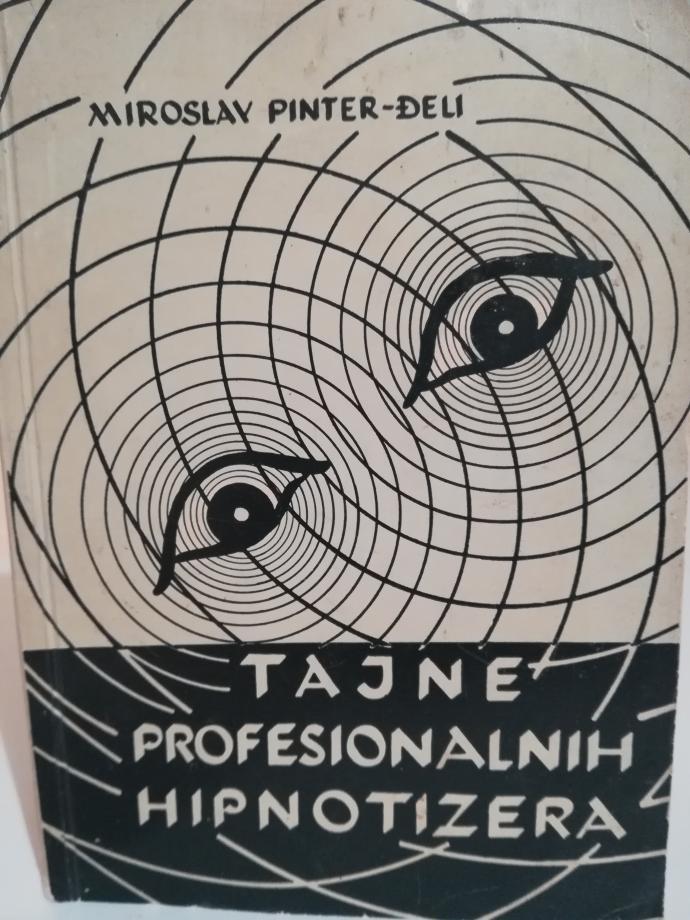 MIROSLAV PINTER-ĐELI
TAJNE
PROFESIONALNIH
HIPNOTIZERA